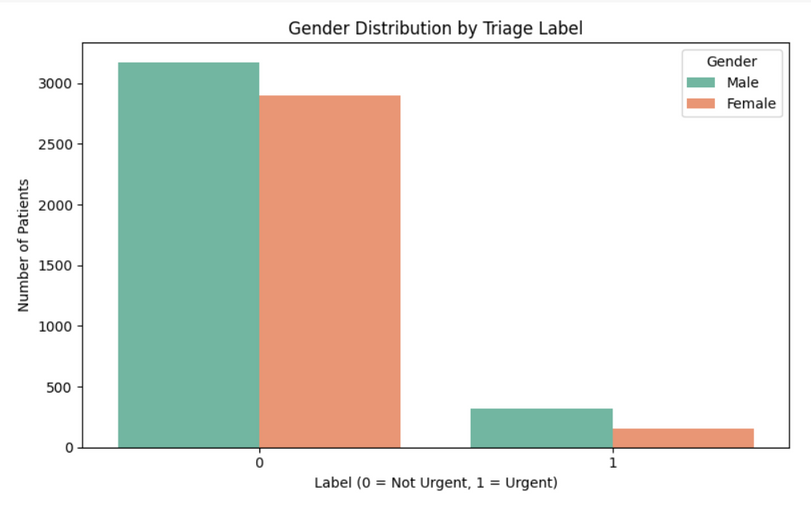 Gender Distribution by Triage Label
Gender
Male
Female
Number of Patients
3000
2500
2000
1500
1000
500
0
0 1
Label (0 = Not Urgent, 1 = Urgent)